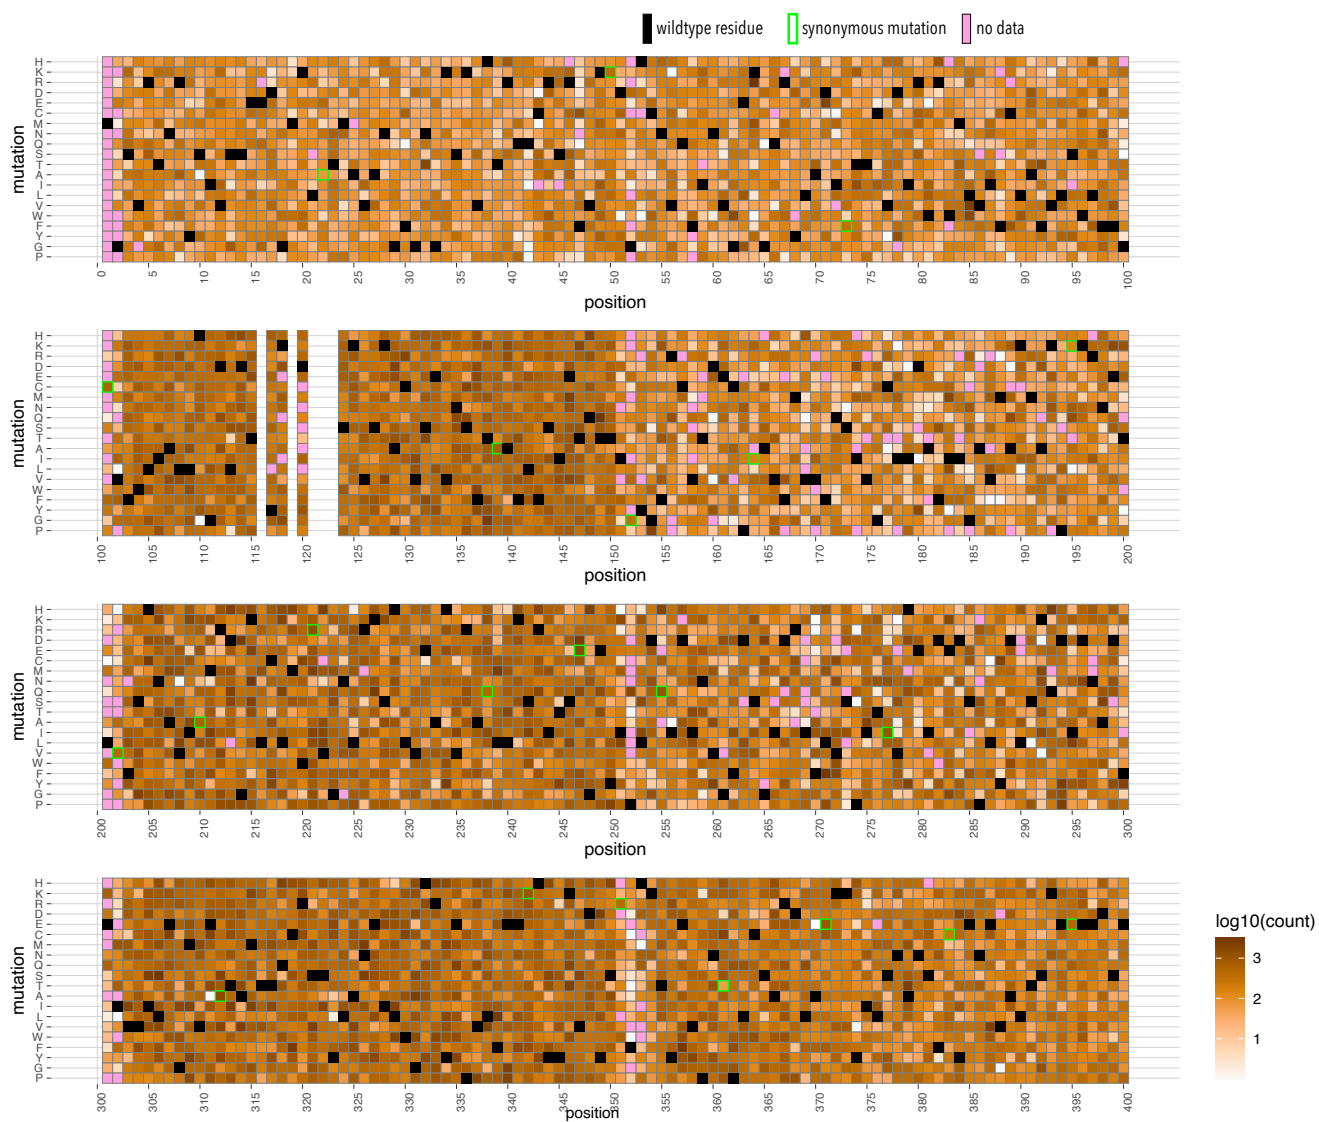 wildtype residue synonymous mutation no data
mutation
H
K
R
D
E
C
M
N
Q
S
T
A
I
L
V
W
F
Y
G
P
0 5 10 15 20 25 30 35 40 45 50 55 60 65 70 75 80 85 90 95 100
position
mutation
H
K
R
D
E
C
M
N
Q
S
T
A
I
L
V
W
F
Y
G
P
100 105 110 115 120 125 130 135 140 145 150 155 160 165 170 175 180 185 190 195 200
position
mutation
H
K
R
D
E
C
M
N
Q
S
T
A
I
L
V
W
F
Y
G
P
200 205 210 215 220 225 230 235 240 245 250 255 260 265 270 275 280 285 290 295 300
position
mutation
H
K
R
D
E
C
M
N
Q
S
T
A
I
L
V
W
F
Y
G
P
300 305 310 315 320 325 330 335 340 345 350 355 360 365 370 375 380 385 390 395 400
position
log10(count)
3
2
1